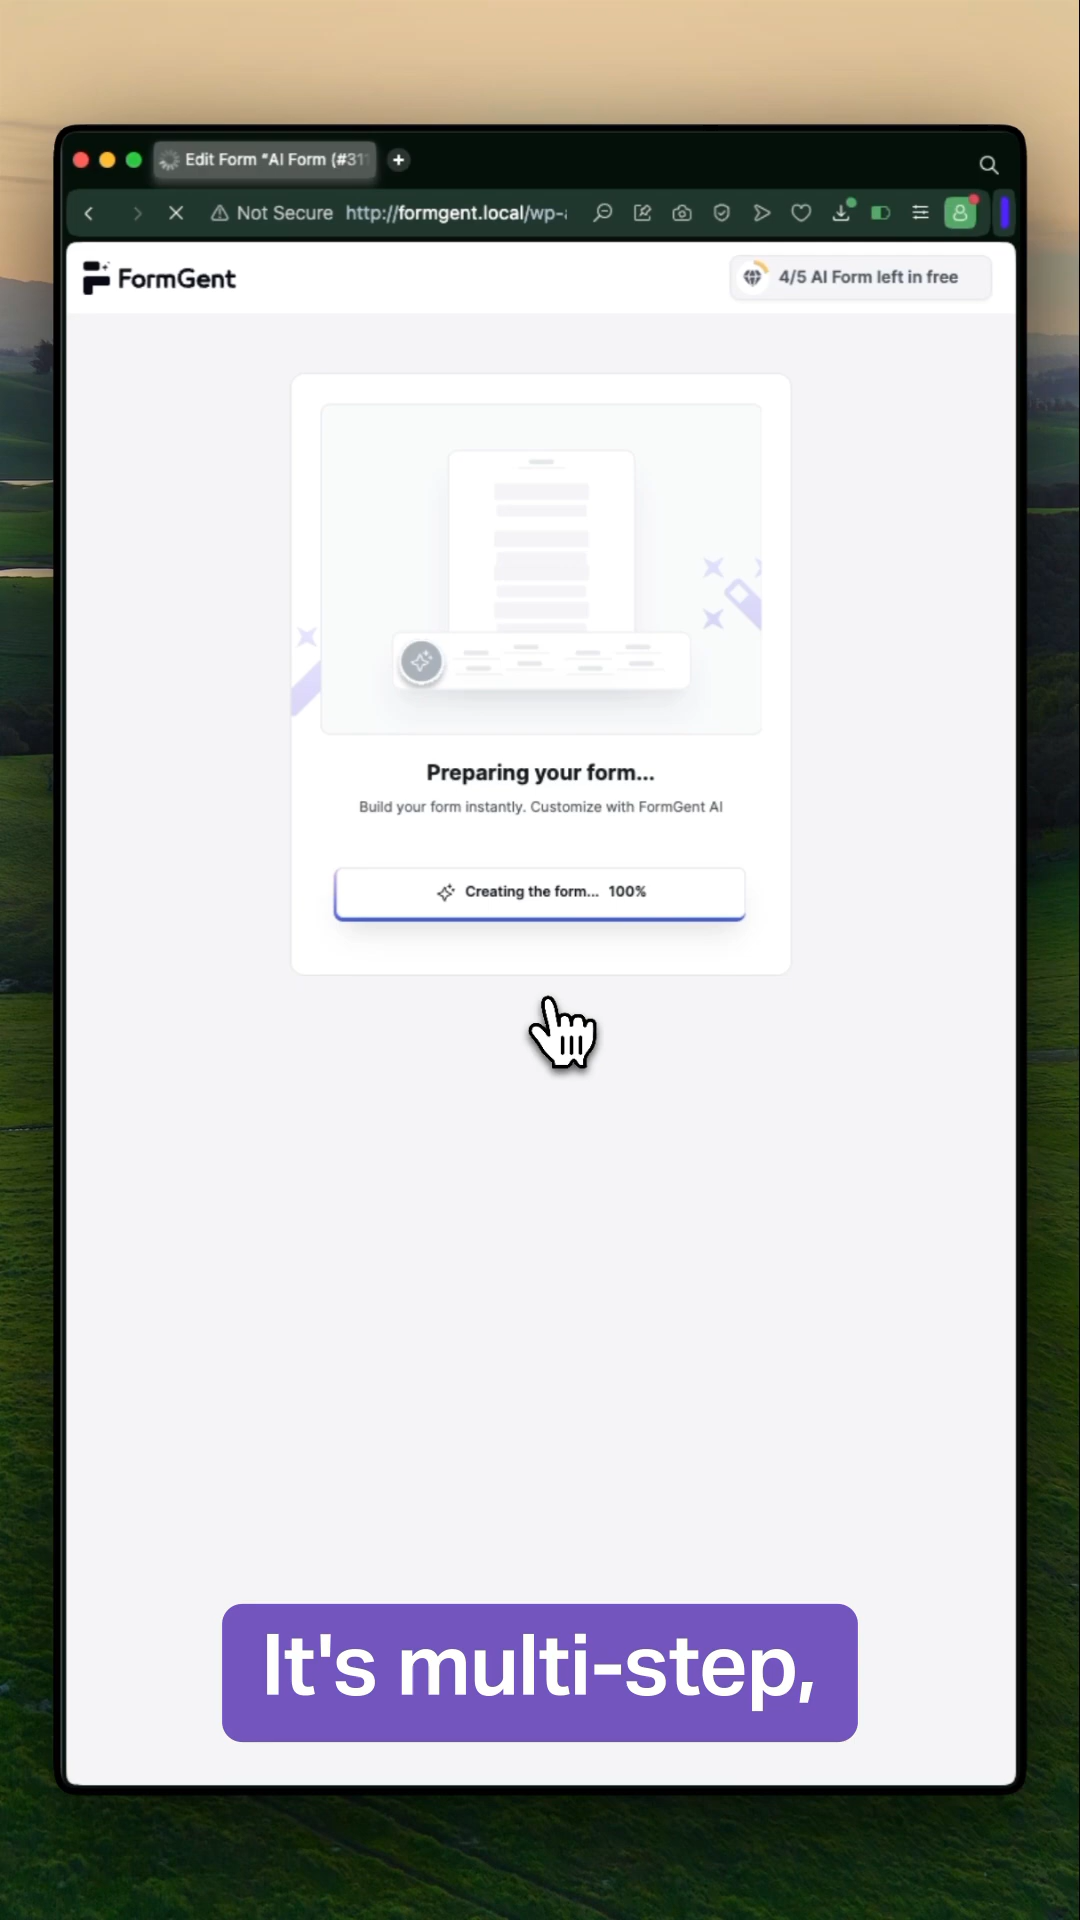 Edit Form "AI Form (#311
Not Secure http://formgent.local/wp-
FormGent
4/5 AI Form left in free
Preparing your form...
Build your form instantly. Customize with FormGent AI
Creating the form... 100%
It's multi-step,